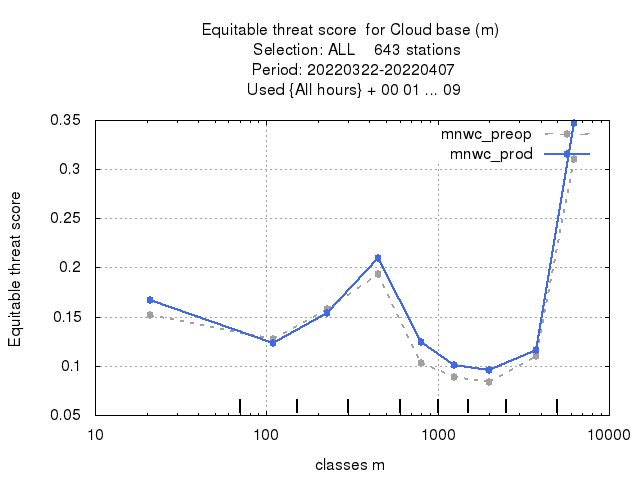 Equitable threat score  for Cloud base (m)
Selection: ALL    643 stations
Period: 20220322-20220407
Used {All hours} + 00 01 ... 09
mnwc_preop
mnwc_prod
Equitable threat score
0.35
0.3
0.25
0.2
0.15
0.1
0.05
10
100
1000
10000
classes m